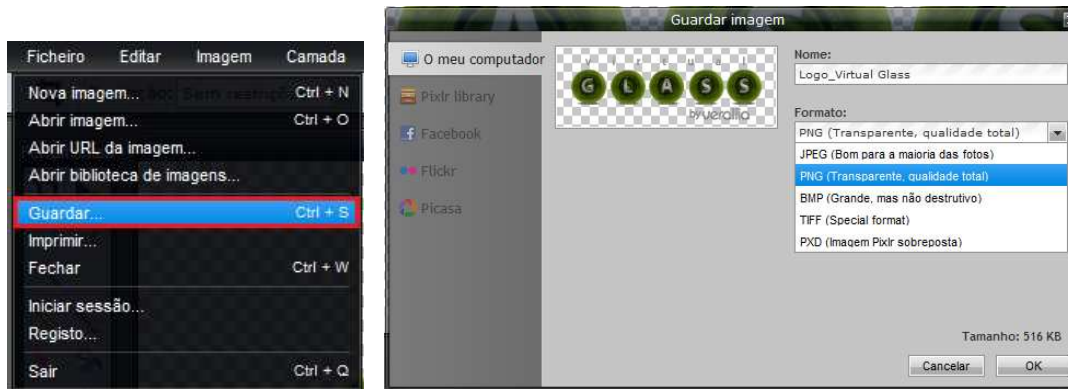 Ficheiro Editar Imagem Camada
Nova imagem... Ctrl + N
Abrir imagem... Ctrl + O
Abrir URL da imagem...
Abrir biblioteca de imagens...
Guardar... Ctrl + S
Imprimir...
Fechar Ctrl + W
Iniciar sessão...
Registo...
Sair Ctrl + Q
Guardar imagem
O meu computador
Pixlr library
Facebook
Flickr
Picasa
v i r t u a l
G L A S S
by verallia
Nome:
Logo_Virtual Glass
Formato:
PNG (Transparente, qualidade total)
JPEG (Bom para a maioria das fotos)
PNG (Transparente, qualidade total)
BMP (Grande, mas não destrutivo)
TIFF (Special format)
PXD (Imagem Pixlr sobreposta)
Tamanho: 516 KB
Cancelar OK